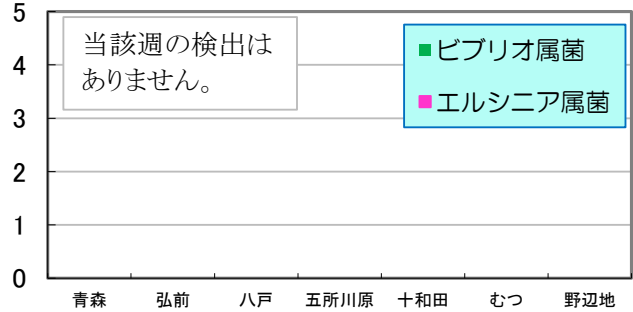 5
4
3
2
1
0
当該週の検出は
ありません。
ビブリオ属菌
エルシニア属菌
青森 弘前 八戸 五所川原 十和田 むつ 野辺地